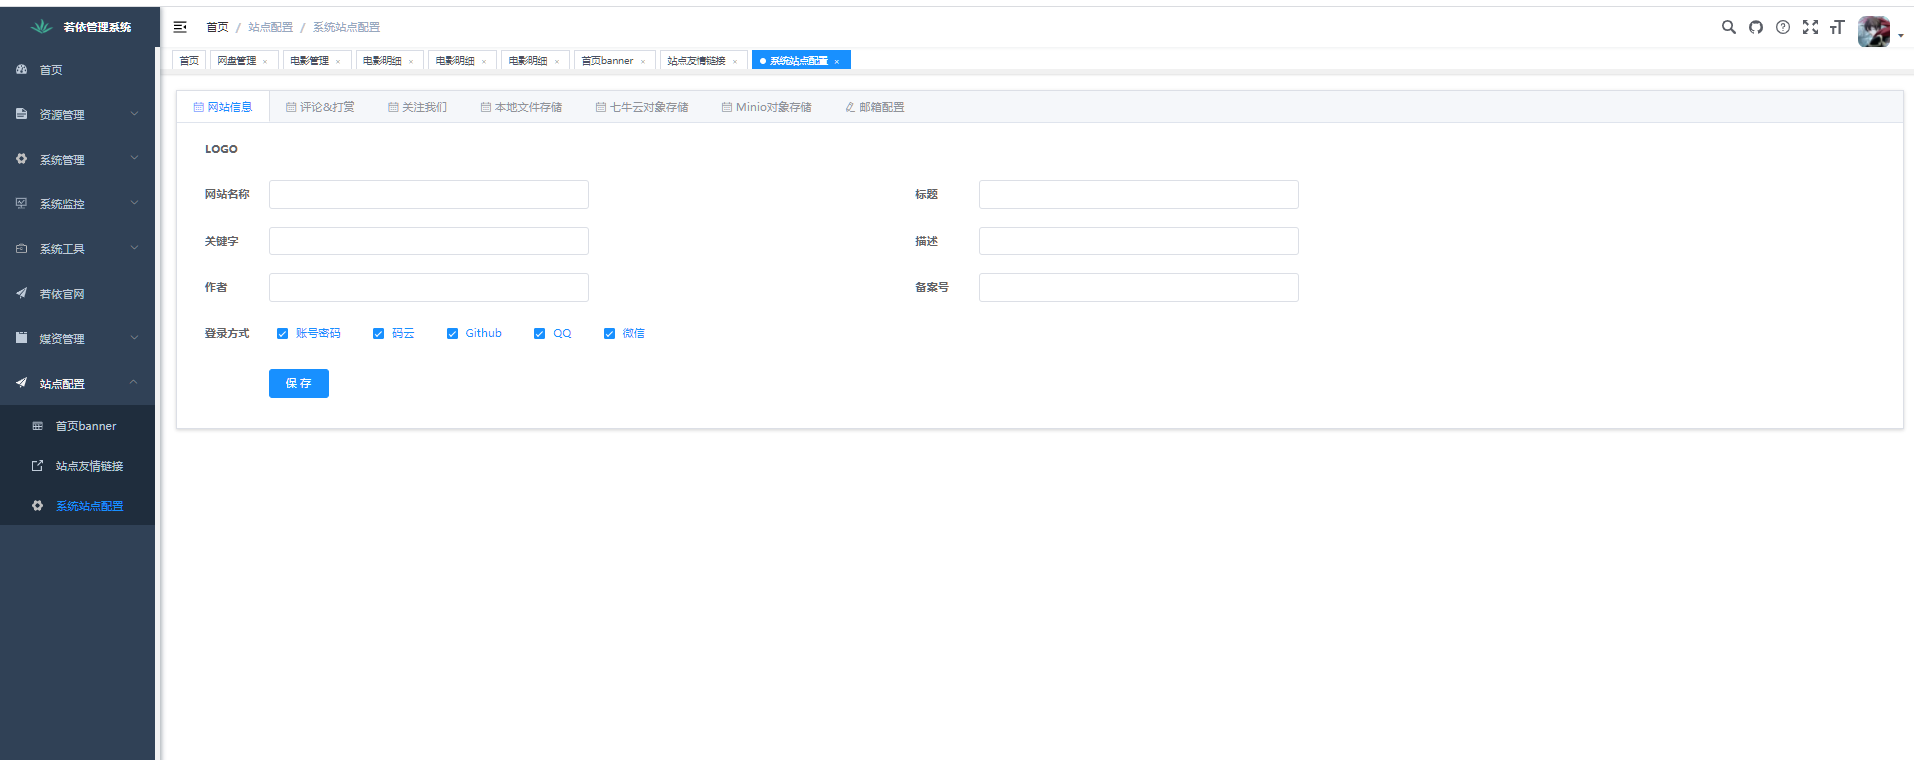 若依管理系统
首页 / 站点配置 / 系统站点配置
首页 网盘管理 × 电影管理 × 电影明细 × 电影明细 × 电影明细 × 首页banner × 站点友情链接 × 系统站点配置 ×
首页
资源管理
系统管理
系统监控
系统工具
若依官网
媒资管理
站点配置
首页banner
站点友情链接
系统站点配置
网站信息 评论&打赏 关注我们 本地文件存储 七牛云对象存储 Minio对象存储 邮箱配置
LOGO
网站名称 标题
关键字 描述
作者 备案号
登录方式 账号密码 码云 Github QQ 微信
保 存